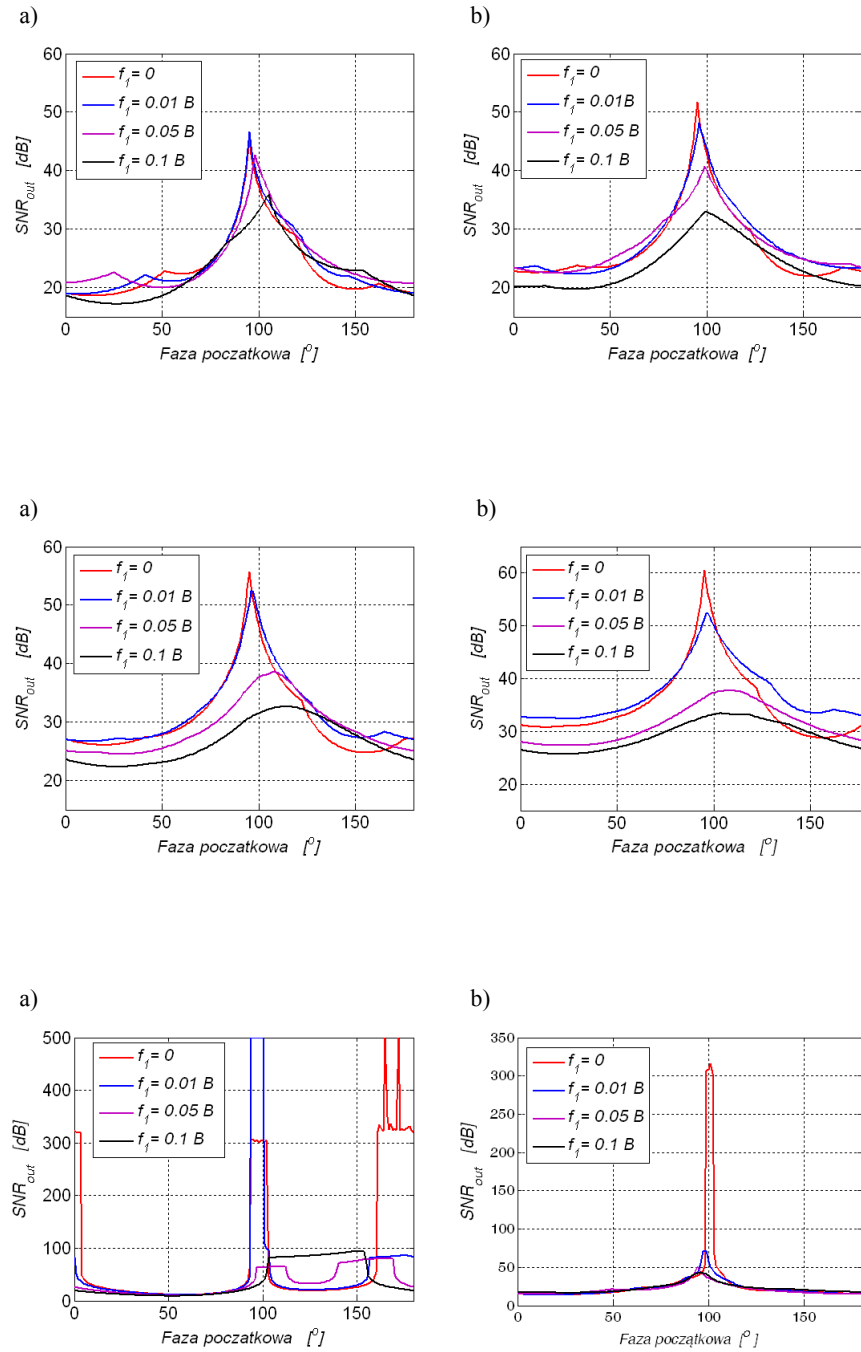 a)
60
50
40
30
20
SNRout [dB]
f1= 0
f1= 0.01 B
f1= 0.05 B
f1= 0.1 B
0 50 100 150
Faza poczatkowa [o]
b)
60
50
40
30
20
SNRout [dB]
f1= 0
f1= 0.01B
f1= 0.05 B
f1= 0.1 B
0 50 100 150
Faza poczatkowa [o]
a)
60
50
40
30
20
SNRout [dB]
f1= 0
f1= 0.01 B
f1= 0.05 B
f1= 0.1 B
0 50 100 150
Faza poczatkowa [o]
b)
60
50
40
30
20
SNRout [dB]
f1= 0
f1= 0.01 B
f1= 0.05 B
f1= 0.1 B
0 50 100 150
Faza poczatkowa [o]
a)
500
400
300
200
100
0
SNRout [dB]
f1= 0
f1= 0.01 B
f1= 0.05 B
f1= 0.1 B
0 50 100 150
Faza poczatkowa [o]
b)
350
300
250
200
150
100
50
0
SNRout [dB]
f1= 0
f1= 0.01 B
f1= 0.05 B
f1= 0.1 B
0 50 100 150
Faza początkowa [o]